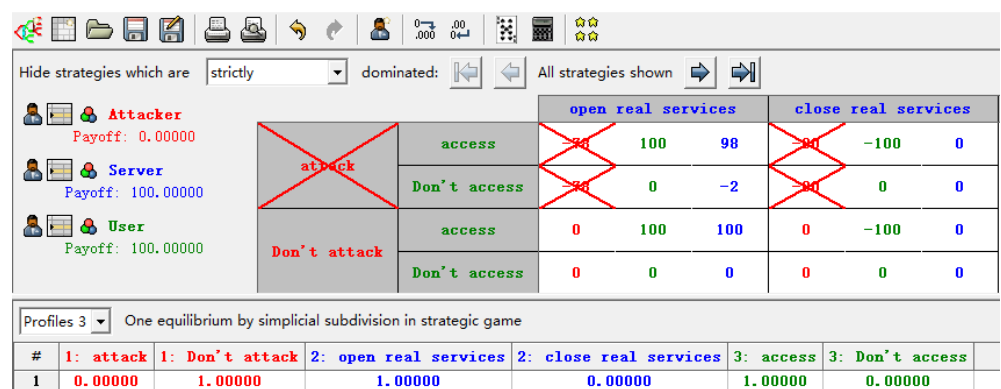 0→ .000 .00 0↵
Hide strategies which are strictly dominated: All strategies shown
Attacker
Payoff: 0.00000
Server
Payoff: 100.00000
User
Payoff: 100.00000
open real services close real services
attack access 100 98 -100 0
Don't access 0 -2 0 0
Don't attack access 0 100 100 0 -100 0
Don't access 0 0 0 0 0 0
Profiles 3 One equilibrium by simplicial subdivision in strategic game
# 1: attack 1: Don't attack 2: open real services 2: close real services 3: access 3: Don't access
1 0.00000 1.00000 1.00000 0.00000 1.00000 0.00000